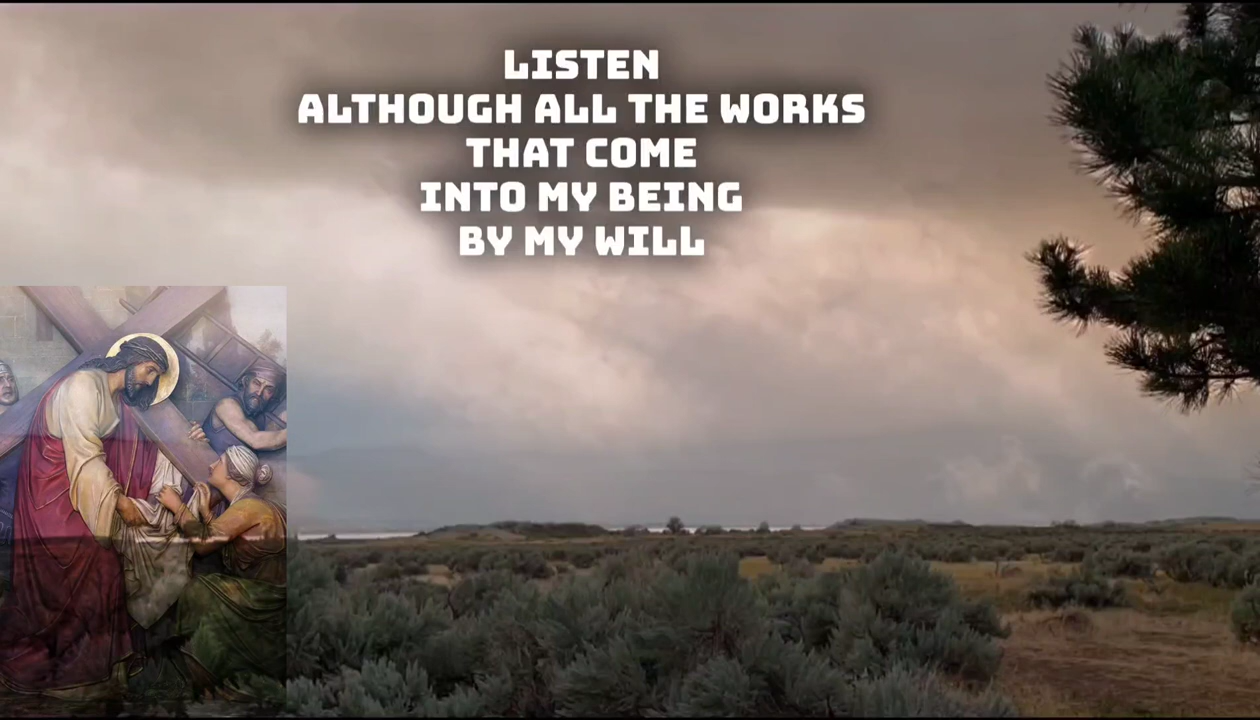 LISTEN
ALTHOUGH ALL THE WORKS
THAT COME
INTO MY BEING
BY MY WILL